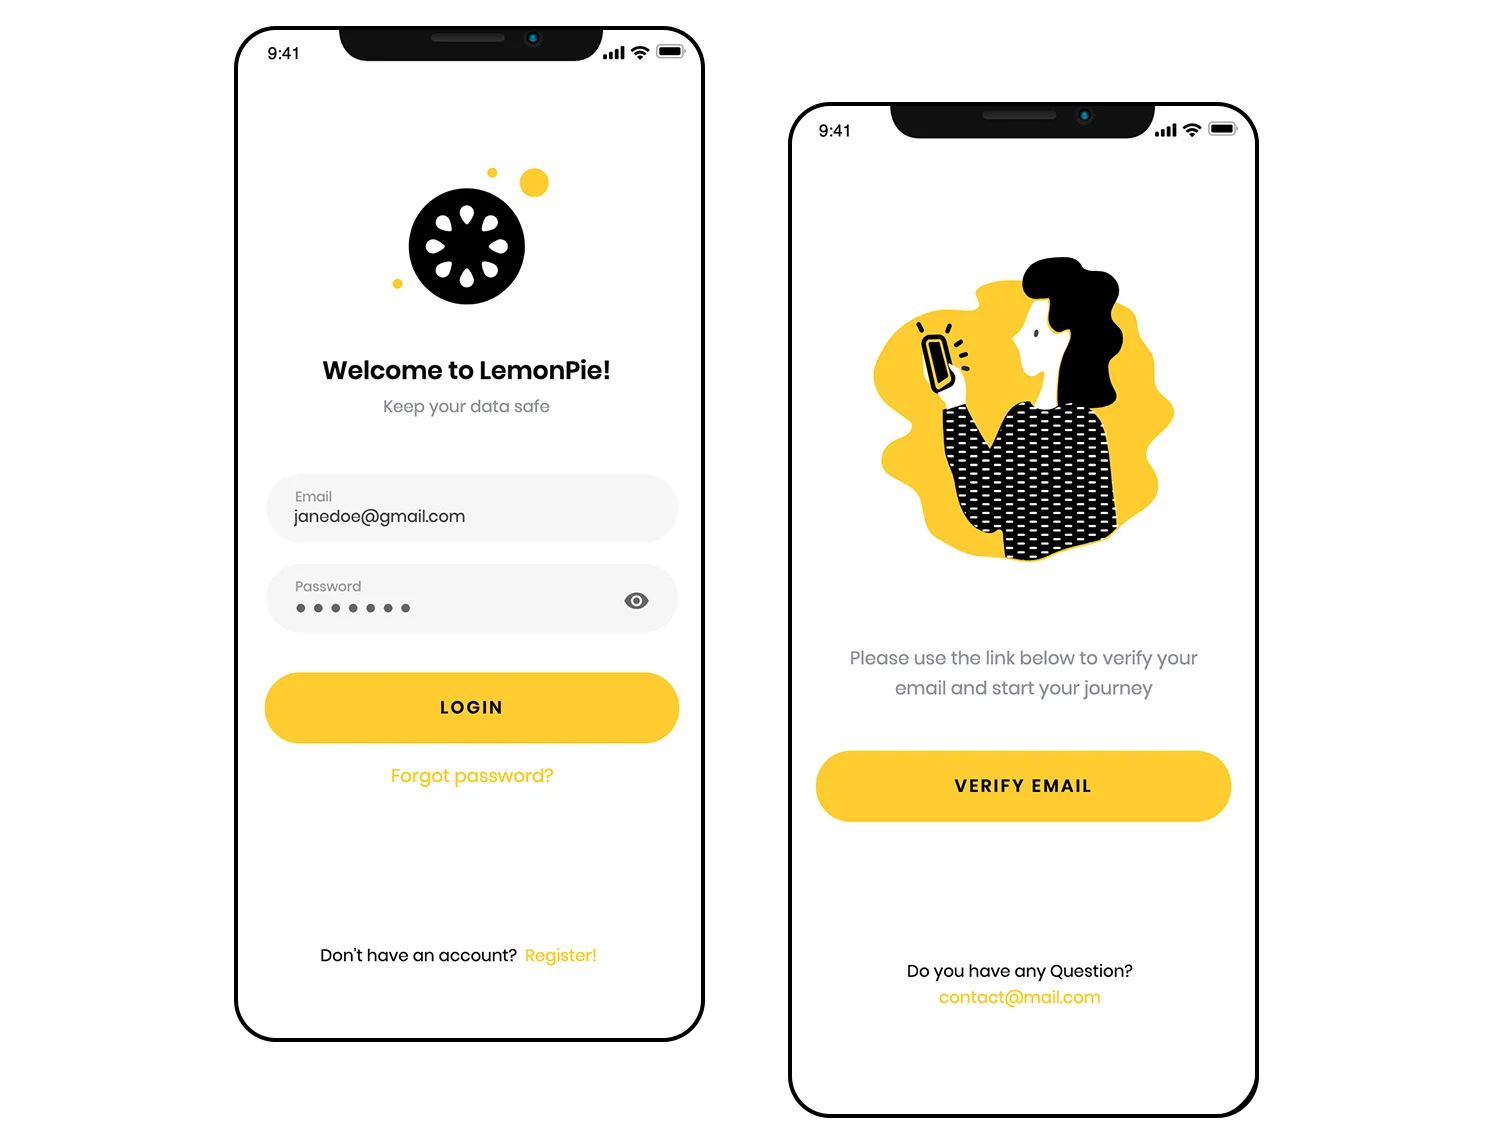 9:41
Welcome to LemonPie!
Keep your data safe
Email
janedoe@gmail.com
Password
LOGIN
Forgot password?
Don't have an account? Register!
9:41
Please use the link below to verify your
email and start your journey
VERIFY EMAIL
Do you have any Question?
contact@mail.com